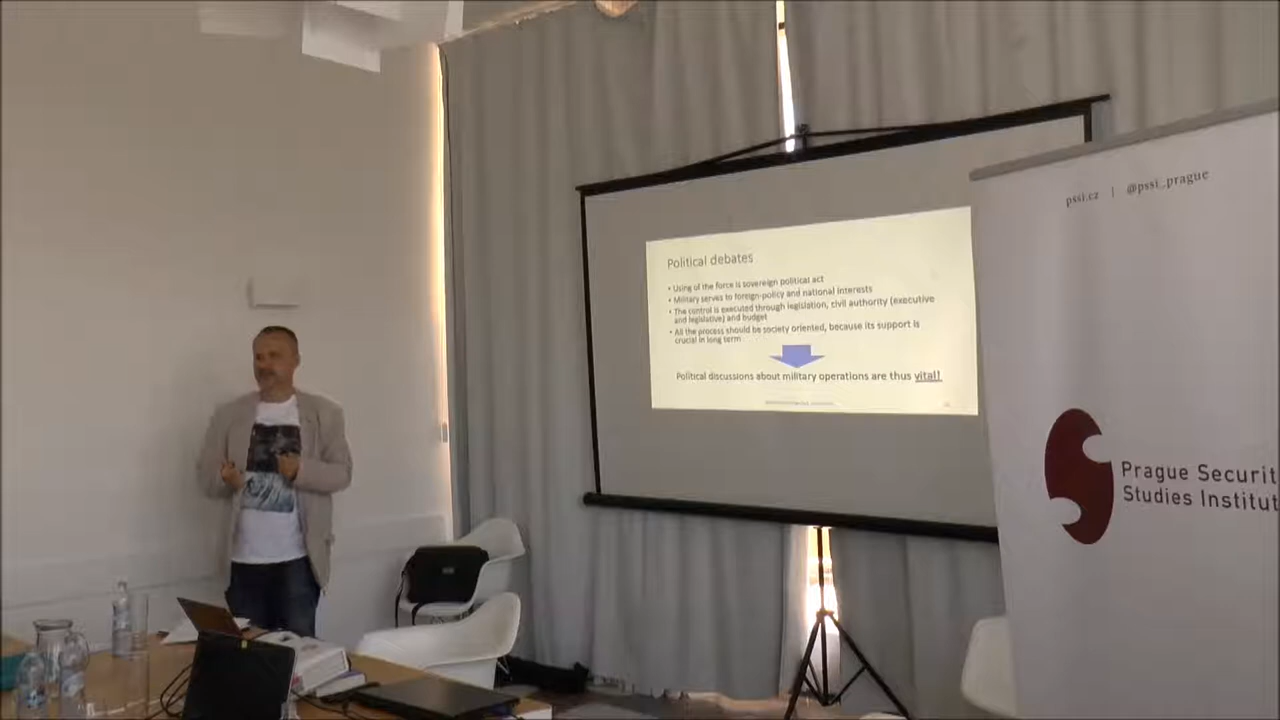 pssi.cz | @pssi_prague
Political debates
• Using of the force is sovereign political act
• Military serves to foreign-policy and national interests
• The control is executed through legislation, civil authority (executive
and legislative) and budget
• All the process should be society oriented, because its support is
crucial in long term
Political discussions about military operations are thus vital!
Prague Securit
Studies Institut